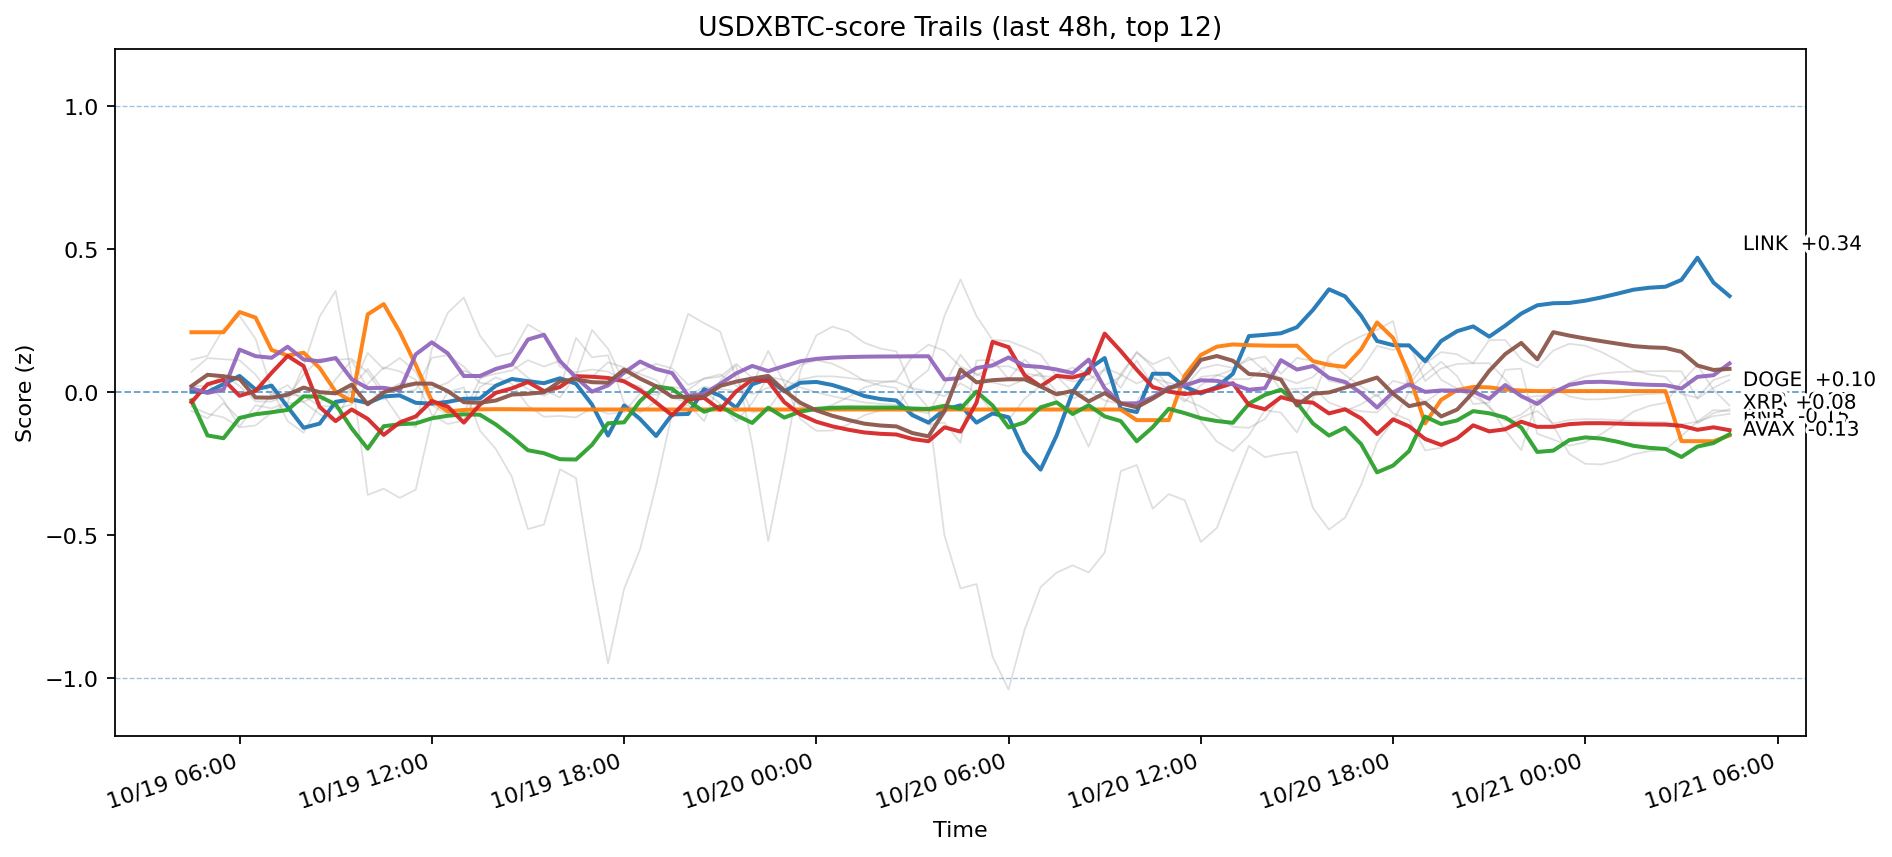 USDXBTC-score Trails (last 48h, top 12)
Score (z)
1.0
0.5
0.0
−0.5
−1.0
LINK +0.34
DOGE +0.10
XRP +0.08
BNB -0.15
AVAX -0.13
10/19 06:00
10/19 12:00
10/19 18:00
10/20 00:00
10/20 06:00
10/20 12:00
10/20 18:00
10/21 00:00
10/21 06:00
Time